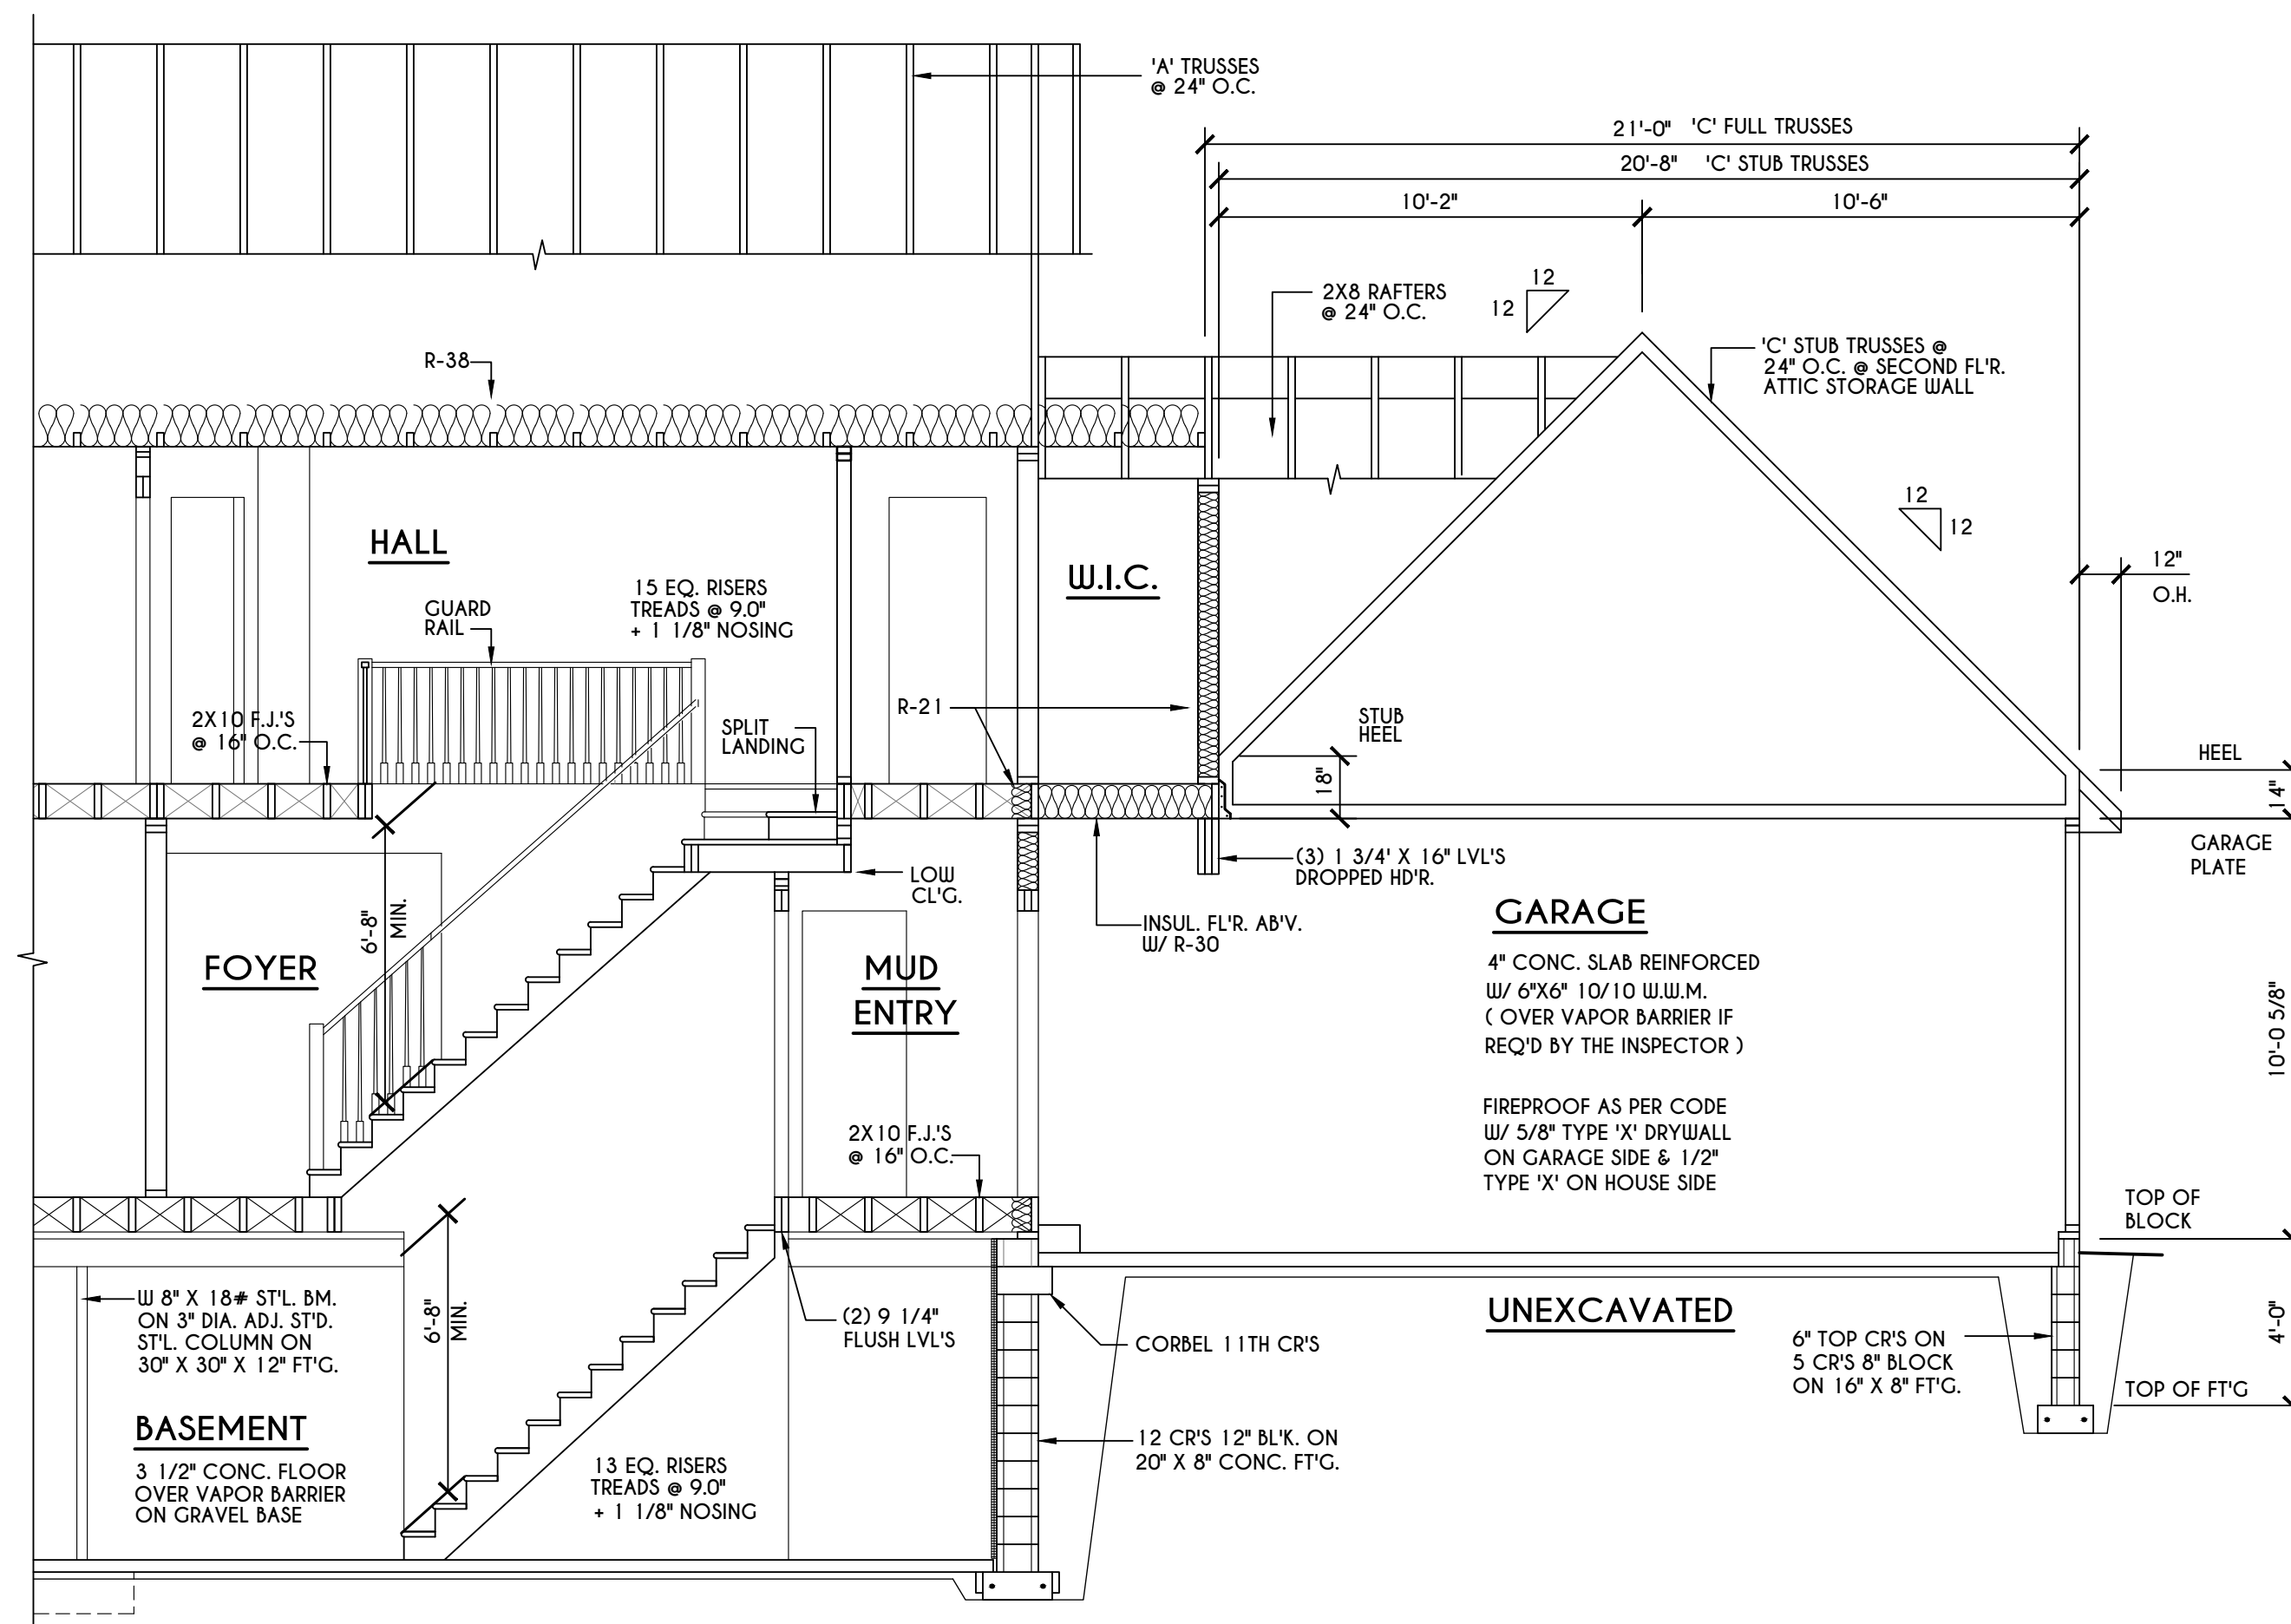 'A' TRUSSES
@ 24" O.C.
21'-0" 'C' FULL TRUSSES
20'-8" 'C' STUB TRUSSES
10'-2"
10'-6"
12
12
2X8 RAFTERS
@ 24" O.C.
'C' STUB TRUSSES @
24" O.C. @ SECOND FL'R.
ATTIC STORAGE WALL
R-38
12
12
12"
O.H.
HALL
W.I.C.
15 EQ. RISERS
TREADS @ 9.0"
+ 1 1/8" NOSING
GUARD
RAIL
2X10 F.J.'S
@ 16" O.C.
SPLIT
LANDING
R-21
STUB
HEEL
18"
HEEL
14"
GARAGE
PLATE
(3) 1 3/4' X 16" LVL'S
DROPPED HD'R.
LOW
CL'G.
INSUL. FL'R. AB'V.
W/ R-30
6'-8"
MIN.
FOYER
MUD
ENTRY
GARAGE
4" CONC. SLAB REINFORCED
W/ 6"X6" 10/10 W.W.M.
( OVER VAPOR BARRIER IF
REQ'D BY THE INSPECTOR )
10'-0 5/8"
FIREPROOF AS PER CODE
W/ 5/8" TYPE 'X' DRYWALL
ON GARAGE SIDE & 1/2"
TYPE 'X' ON HOUSE SIDE
2X10 F.J.'S
@ 16" O.C.
TOP OF
BLOCK
W 8" X 18# ST'L. BM.
ON 3" DIA. ADJ. ST'D.
ST'L. COLUMN ON
30" X 30" X 12" FT'G.
6'-8"
MIN.
(2) 9 1/4"
FLUSH LVL'S
CORBEL 11TH CR'S
UNEXCAVATED
6" TOP CR'S ON
5 CR'S 8" BLOCK
ON 16" X 8" FT'G.
4'-0"
TOP OF FT'G
BASEMENT
3 1/2" CONC. FLOOR
OVER VAPOR BARRIER
ON GRAVEL BASE
13 EQ. RISERS
TREADS @ 9.0"
+ 1 1/8" NOSING
12 CR'S 12" BL'K. ON
20" X 8" CONC. FT'G.